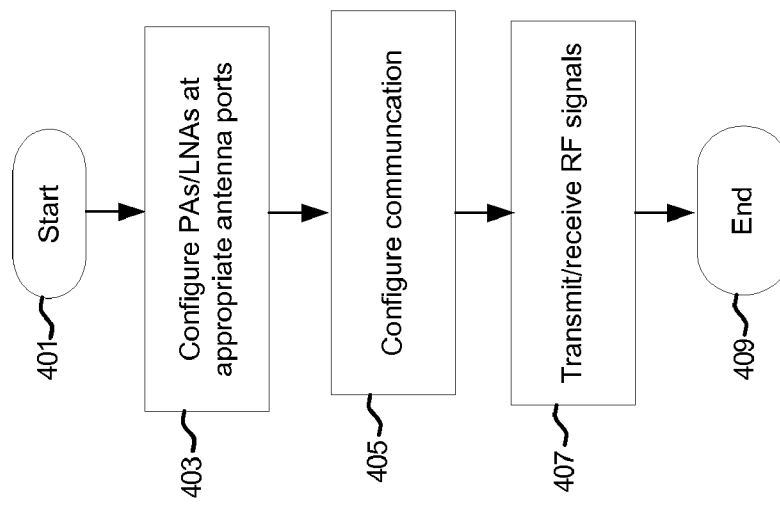 Start
401
Configure PAs/LNAs at
appropriate antenna ports
403
Configure communcation
405
Transmit/receive RF signals
407
End
409